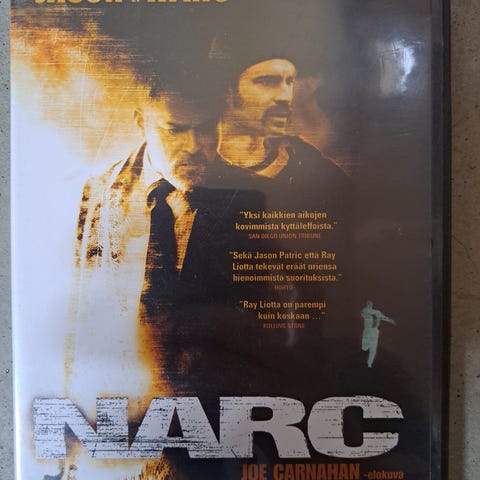 "Yksi kaikkien aikojen
kovimmista kyttäleffoista."
SAN DIEGO UNION TRIBUNE
"Sekä Jason Patric että Ray
Liotta tekevät eräät uriensa
hienoimmista suorituksista."
HOHTO
"Ray Liotta on parempi
kuin koskaan ..."
ROLLING STONE
NARC
JOE CARNAHAN -elokuva